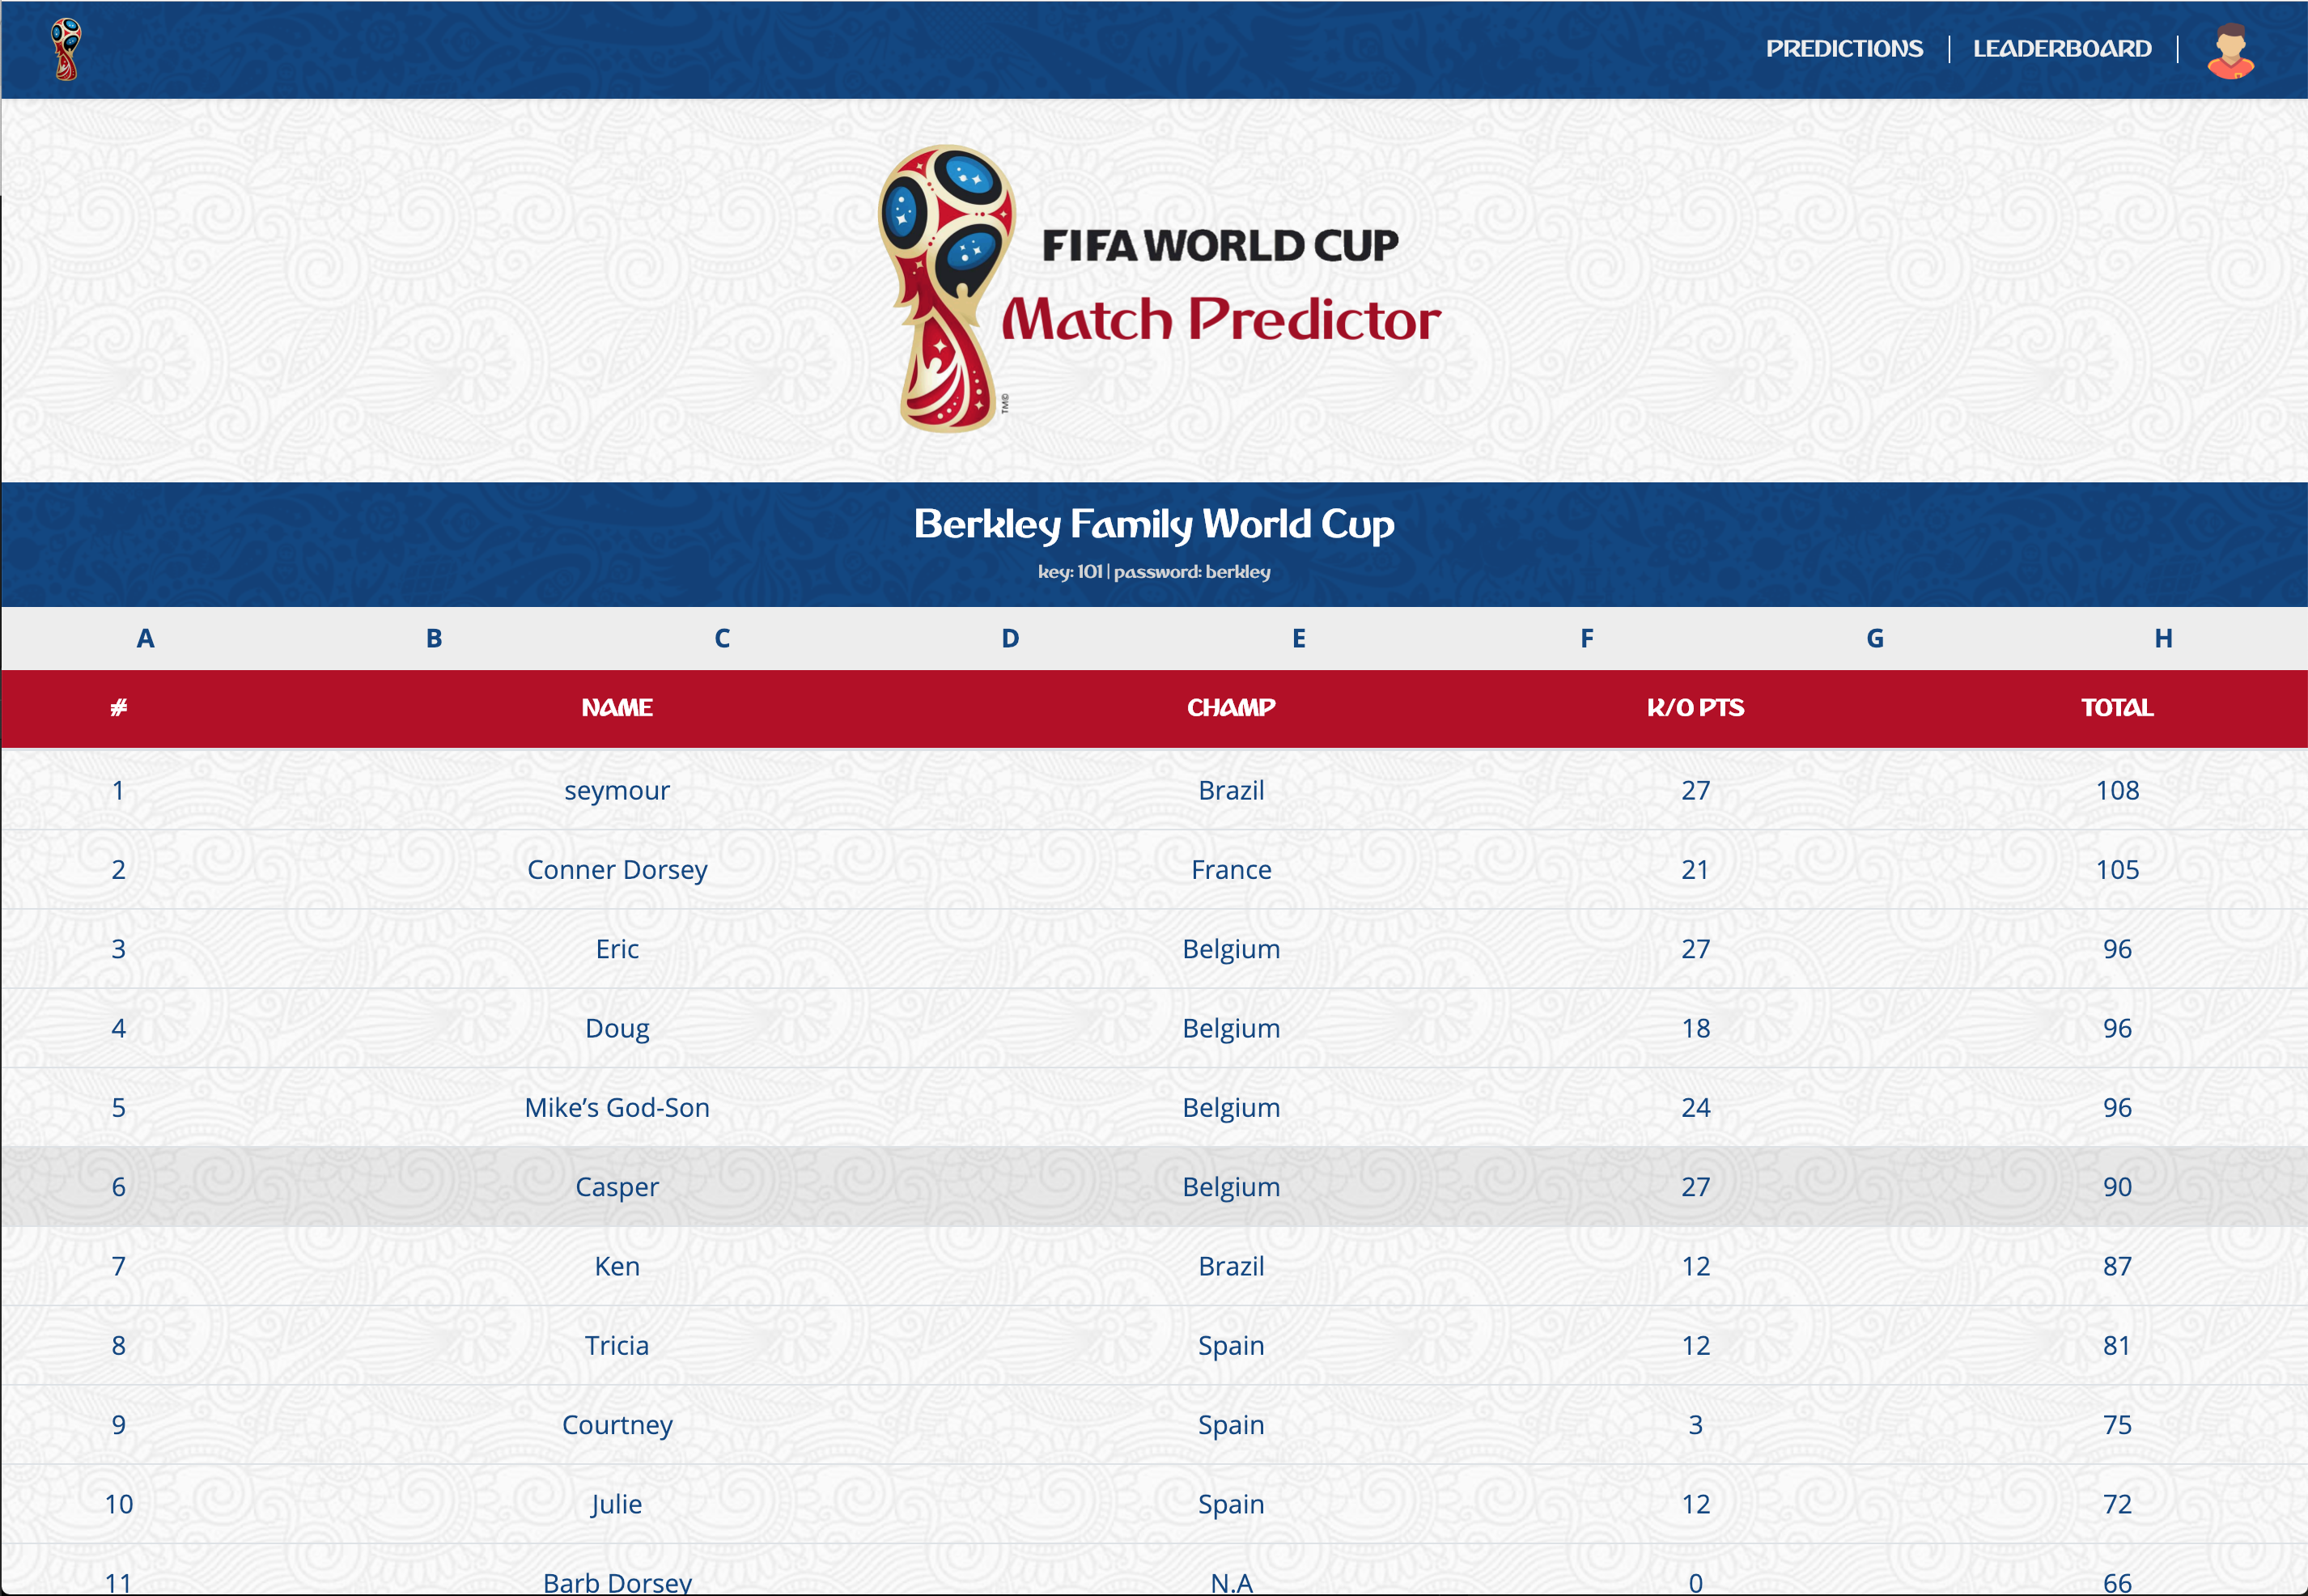 PREDICTIONS | LEADERBOARD |
FIFA WORLD CUP
Match Predictor
TM©
Berkley Family World Cup
key: 101 | password: berkley
A B C D E F G H
# NAME CHAMP K/O PTS TOTAL
1 seymour Brazil 27 108
2 Conner Dorsey France 21 105
3 Eric Belgium 27 96
4 Doug Belgium 18 96
5 Mike’s God-Son Belgium 24 96
6 Casper Belgium 27 90
7 Ken Brazil 12 87
8 Tricia Spain 12 81
9 Courtney Spain 3 75
10 Julie Spain 12 72
11 Barb Dorsey N.A 0 66